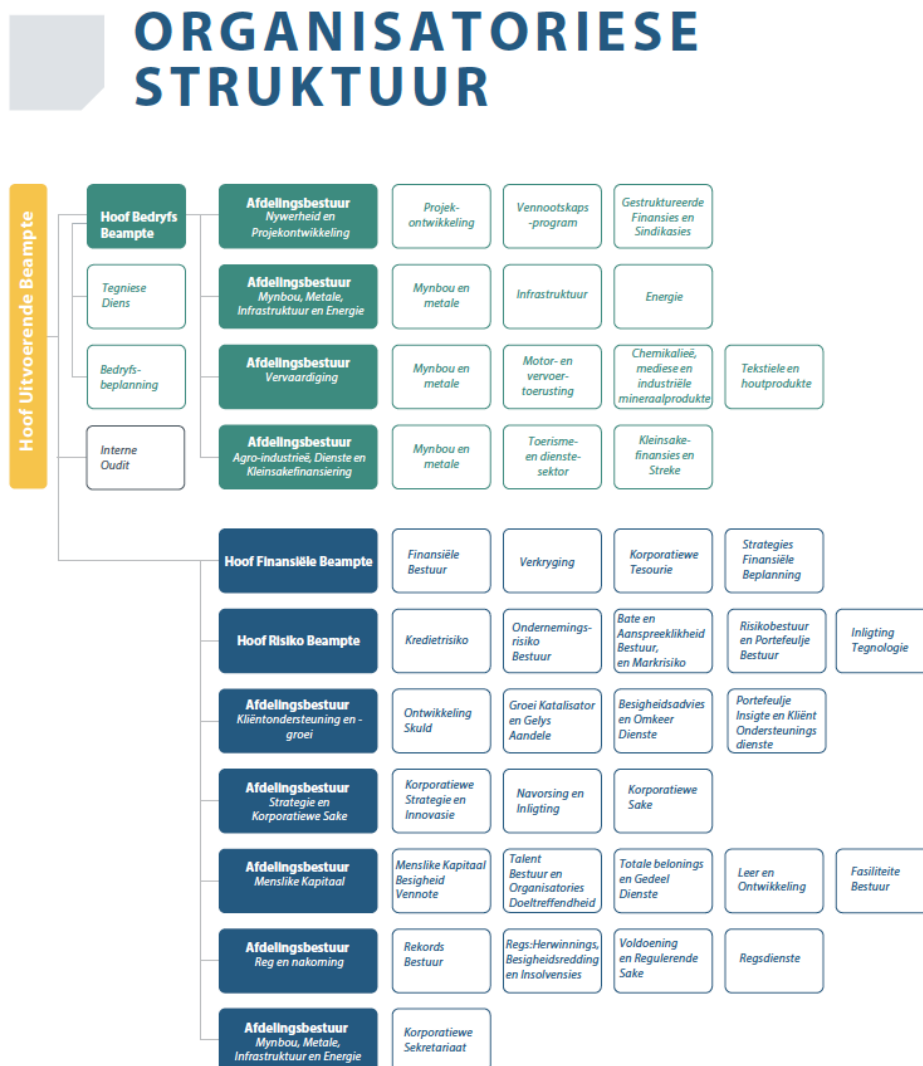 ORGANISATORIESE
STRUKTUUR
Hoof Uitvoerende Beampte
Hoof Bedryfs
Beampte
Tegniese
Diens
Bedryfs-
beplanning
Interne
Oudit
Afdelingsbestuur
Nywerheid en
Projekontwikkeling
Projek-
ontwikkeling
Vennootskaps
-program
Gestruktureerde
Finansies en
Sindikasies
Afdelingsbestuur
Mynbou, Metale,
Infrastruktuur en Energie
Mynbou en
metale
Infrastruktuur
Energie
Afdelingsbestuur
Vervaardiging
Mynbou en
metale
Motor- en
vervoer-
toerusting
Chemikalieë,
mediese en
industriële
mineraalprodukte
Tekstiele en
houtprodukte
Afdelingsbestuur
Agro-industrieë, Dienste en
Kleinsakefinansiering
Mynbou en
metale
Toerisme-
en dienste-
sektor
Kleinsake-
finansies en
Streke
Hoof Finansiële Beampte
Finansiële
Bestuur
Verkryging
Korporatiewe
Tesourie
Strategies
Finansiële
Beplanning
Hoof Risiko Beampte
Kredietrisiko
Ondernemings-
risiko
Bestuur
Bate en
Aanspreeklikheid
Bestuur,
en Markrisiko
Risikobestuur
en Portefeulje
Bestuur
Inligting
Tegnologie
Afdelingsbestuur
Kliëntondersteuning en -
groei
Ontwikkeling
Skuld
Groei Katalisator
en Gelys
Aandele
Besigheidsadvies
en Omkeer
Dienste
Portefeulje
Insigte en Kliënt
Ondersteunings
dienste
Afdelingsbestuur
Strategie en
Korporatiewe Sake
Korporatiewe
Strategie en
Innovasie
Navorsing en
Inligting
Korporatiewe
Sake
Afdelingsbestuur
Menslike Kapitaal
Menslike Kapitaal
Besigheid
Vennote
Talent
Bestuur en
Organisatories
Doeltreffendheid
Totale belonings
en Gedeel
Dienste
Leer en
Ontwikkeling
Fasiliteite
Bestuur
Afdelingsbestuur
Reg en nakoming
Rekords
Bestuur
Regs:Herwinnings,
Besigheidsredding
en Insolvensies
Voldoening
en Regulerende
Sake
Regsdienste
Afdelingsbestuur
Mynbou, Metale,
Infrastruktuur en Energie
Korporatiewe
Sekretariaat